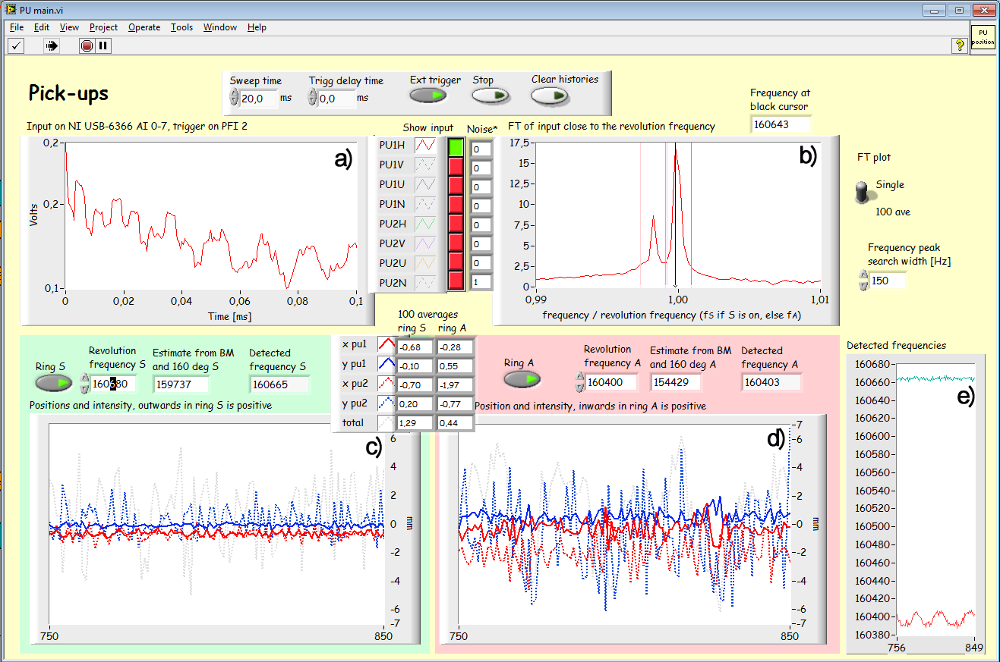 PU main.vi
File Edit View Project Operate Tools Window Help
PU
position
?
Pick-ups
Sweep time
20,0 ms
Trigg delay time
0,0 ms
Ext trigger
Stop
Clear histories
Frequency at
black cursor
160643
Input on NI USB-6366 AI 0-7, trigger on PFI 2
a)
Volts
0,2
0,2
0,1
0 0,02 0,04 0,06 0,08 0,1
Time [ms]
Show input Noise*
PU1H 0
PU1V 0
PU1U 0
PU1N 0
PU2H 0
PU2V 0
PU2U 0
PU2N 1
FT of input close to the revolution frequency
b)
17,5
15
12,5
10
7,5
5
2,5
0
0,99 1,00 1,01
frequency / revolution frequency (fS if S is on, else fA)
FT plot
Single
100 ave
Frequency peak
search width [Hz]
150
100 averages
ring S ring A
x pu1 -0,68 -0,28
y pu1 -0,10 0,55
x pu2 -0,70 -1,97
y pu2 0,20 -0,77
total 1,29 0,44
Ring S
Revolution
frequency S
160680
Estimate from BM
and 160 deg S
159737
Detected
frequency S
160665
Positions and intensity, outwards in ring S is positive
c)
6
4
2
0
-2
-4
-6
-7
mm
750 850
Ring A
Revolution
frequency A
160400
Estimate from BM
and 160 deg A
154429
Detected
frequency A
160403
Position and intensity, inwards in ring A is positive
d)
7
6
4
2
0
-2
-4
-6
-7
mm
750 850
Detected frequencies
e)
160680
160660
160640
160620
160600
160580
160560
160540
160520
160500
160480
160460
160440
160420
160400
160380
756 849